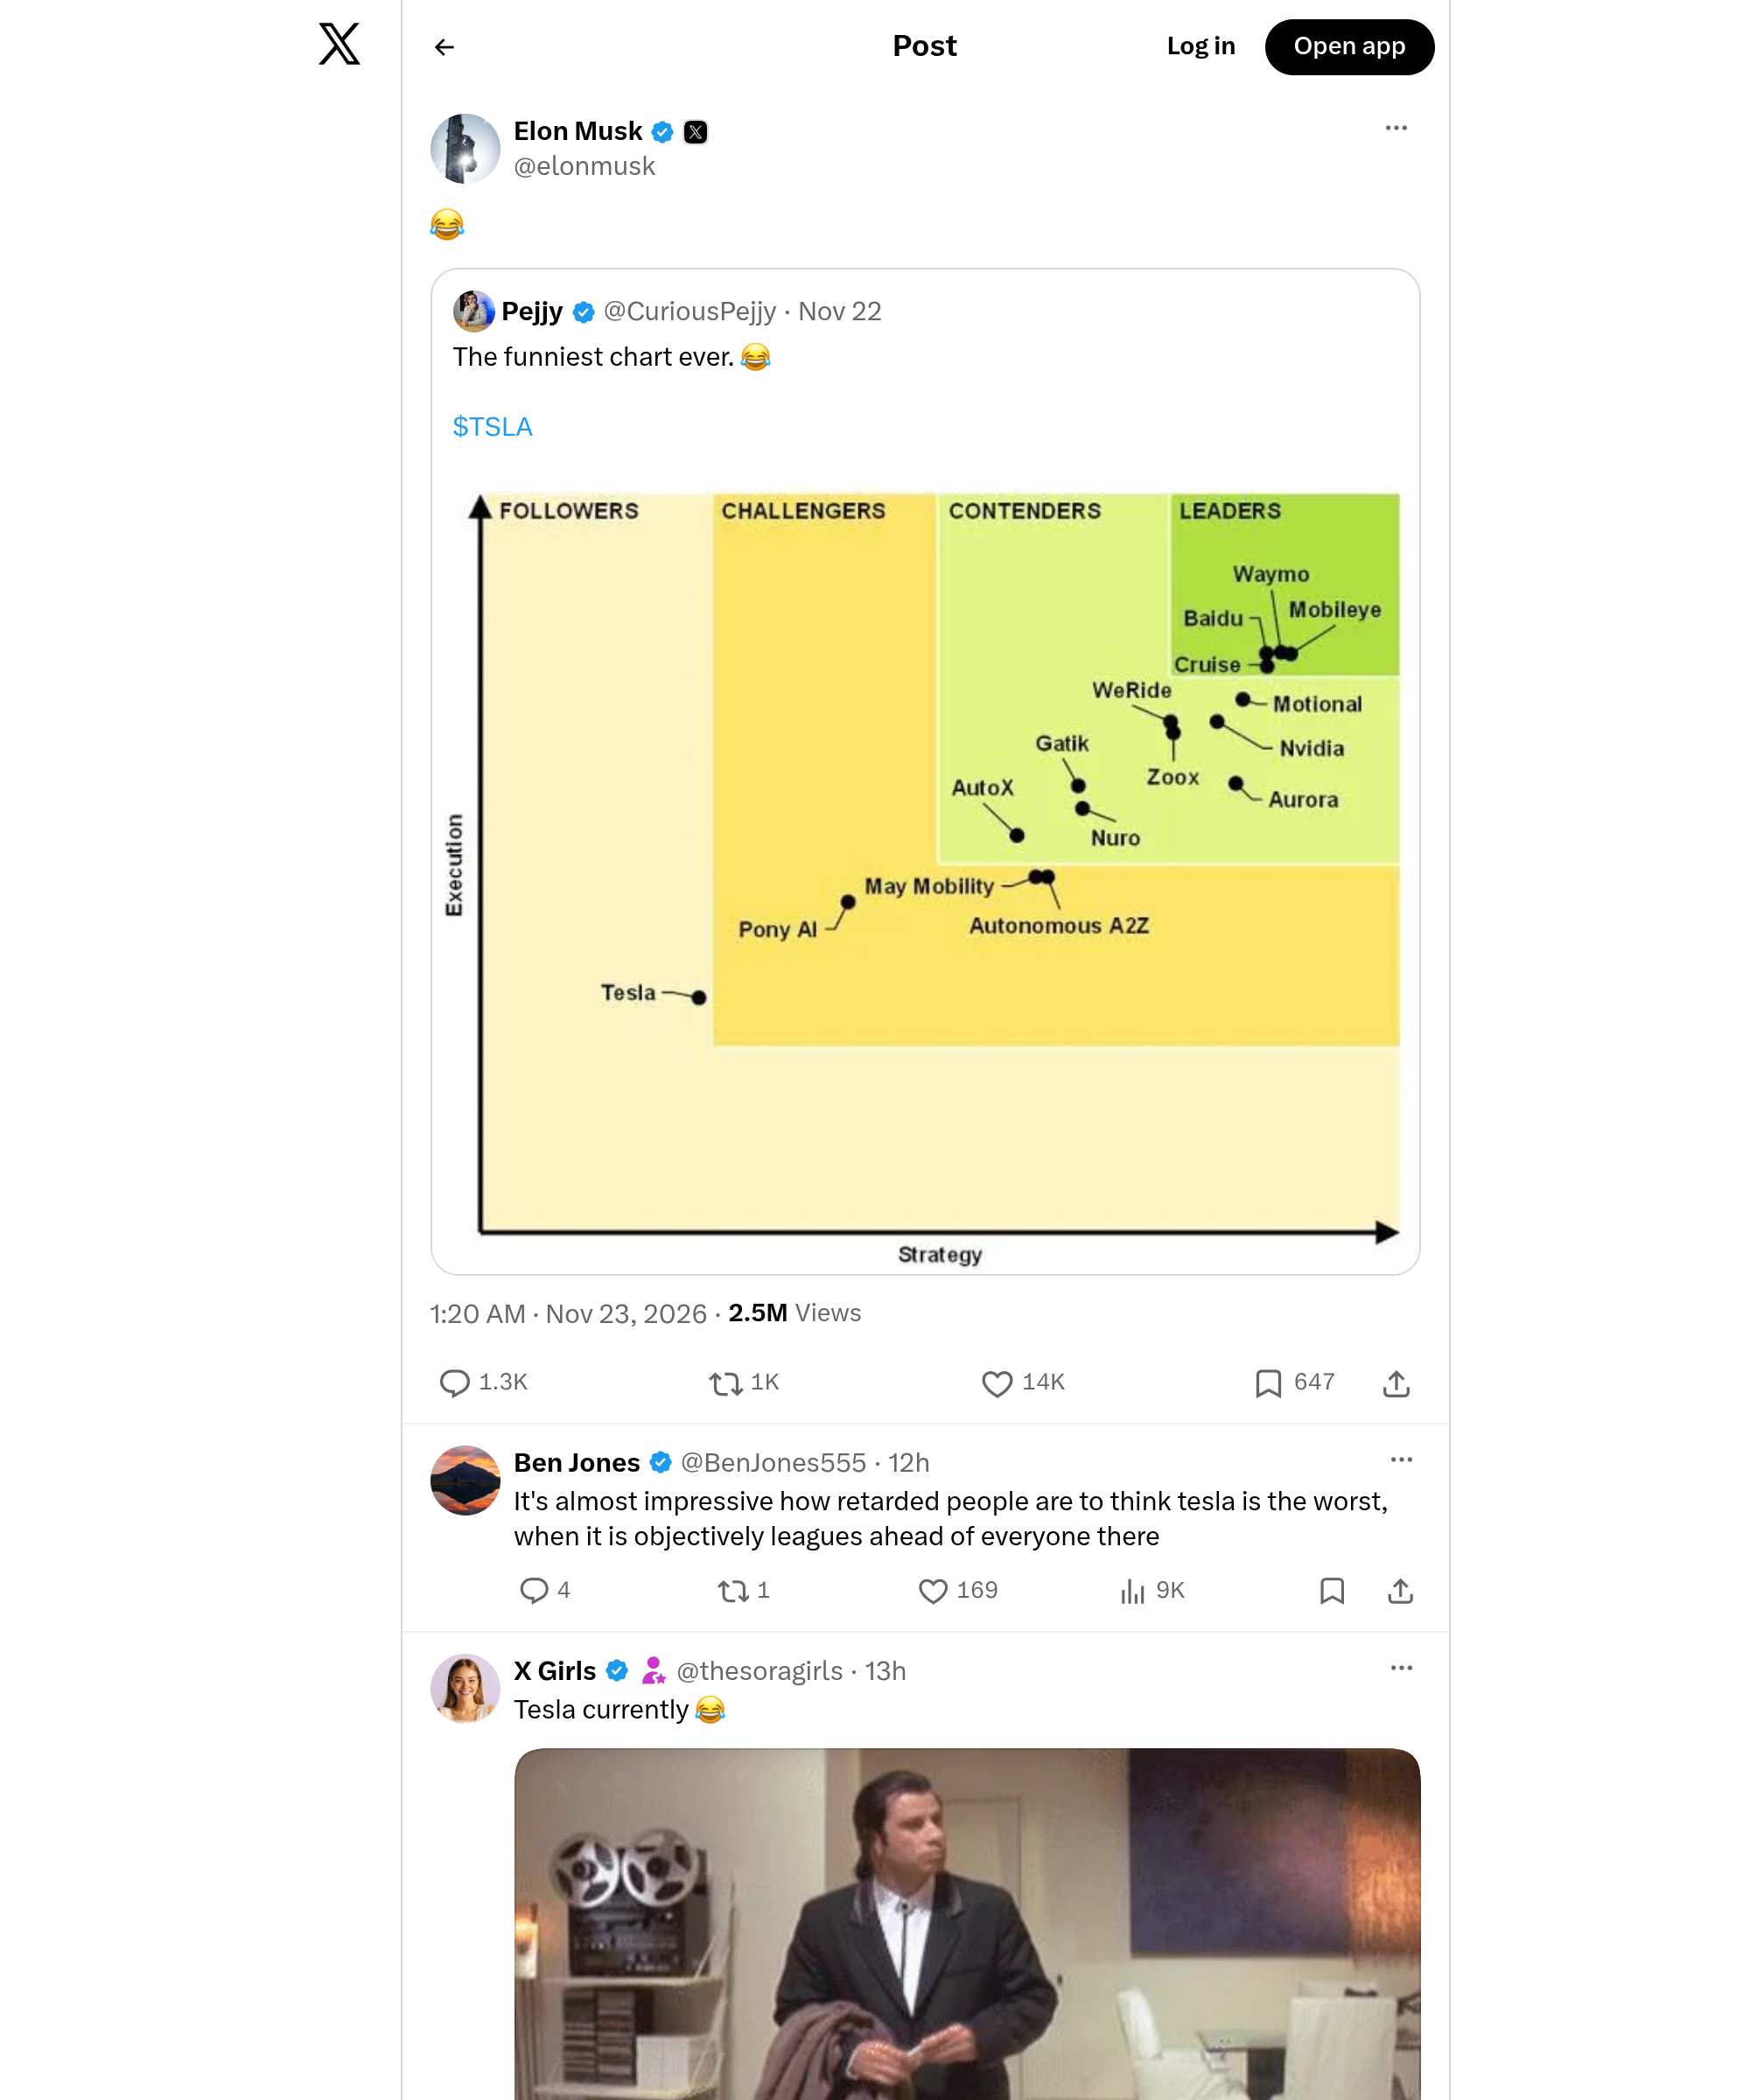 Post
Log in
Open app
Elon Musk
@elonmusk
Pejjy @CuriousPejjy · Nov 22
The funniest chart ever. 😂
$TSLA
FOLLOWERS
CHALLENGERS
CONTENDERS
LEADERS
Waymo
Mobileye
Baidu
Cruise
WeRide
Motional
Gatik
Nvidia
Zoox
AutoX
Aurora
Nuro
May Mobility
Autonomous A2Z
Pony AI
Tesla
Execution
Strategy
1:20 AM · Nov 23, 2026 · 2.5M Views
1.3K 1K 14K 647
Ben Jones @BenJones555 · 12h
It's almost impressive how retarded people are to think tesla is the worst,
when it is objectively leagues ahead of everyone there
4 1 169 9K
X Girls @thesoragirls · 13h
Tesla currently 😂